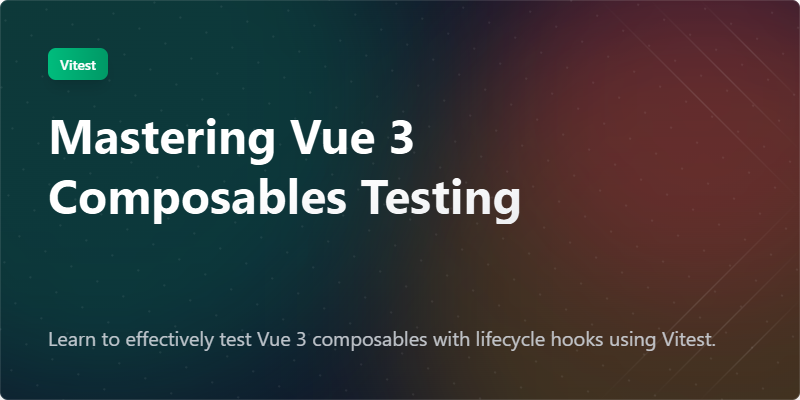 Vitest
Mastering Vue 3
Composables Testing
Learn to effectively test Vue 3 composables with lifecycle hooks using Vitest.